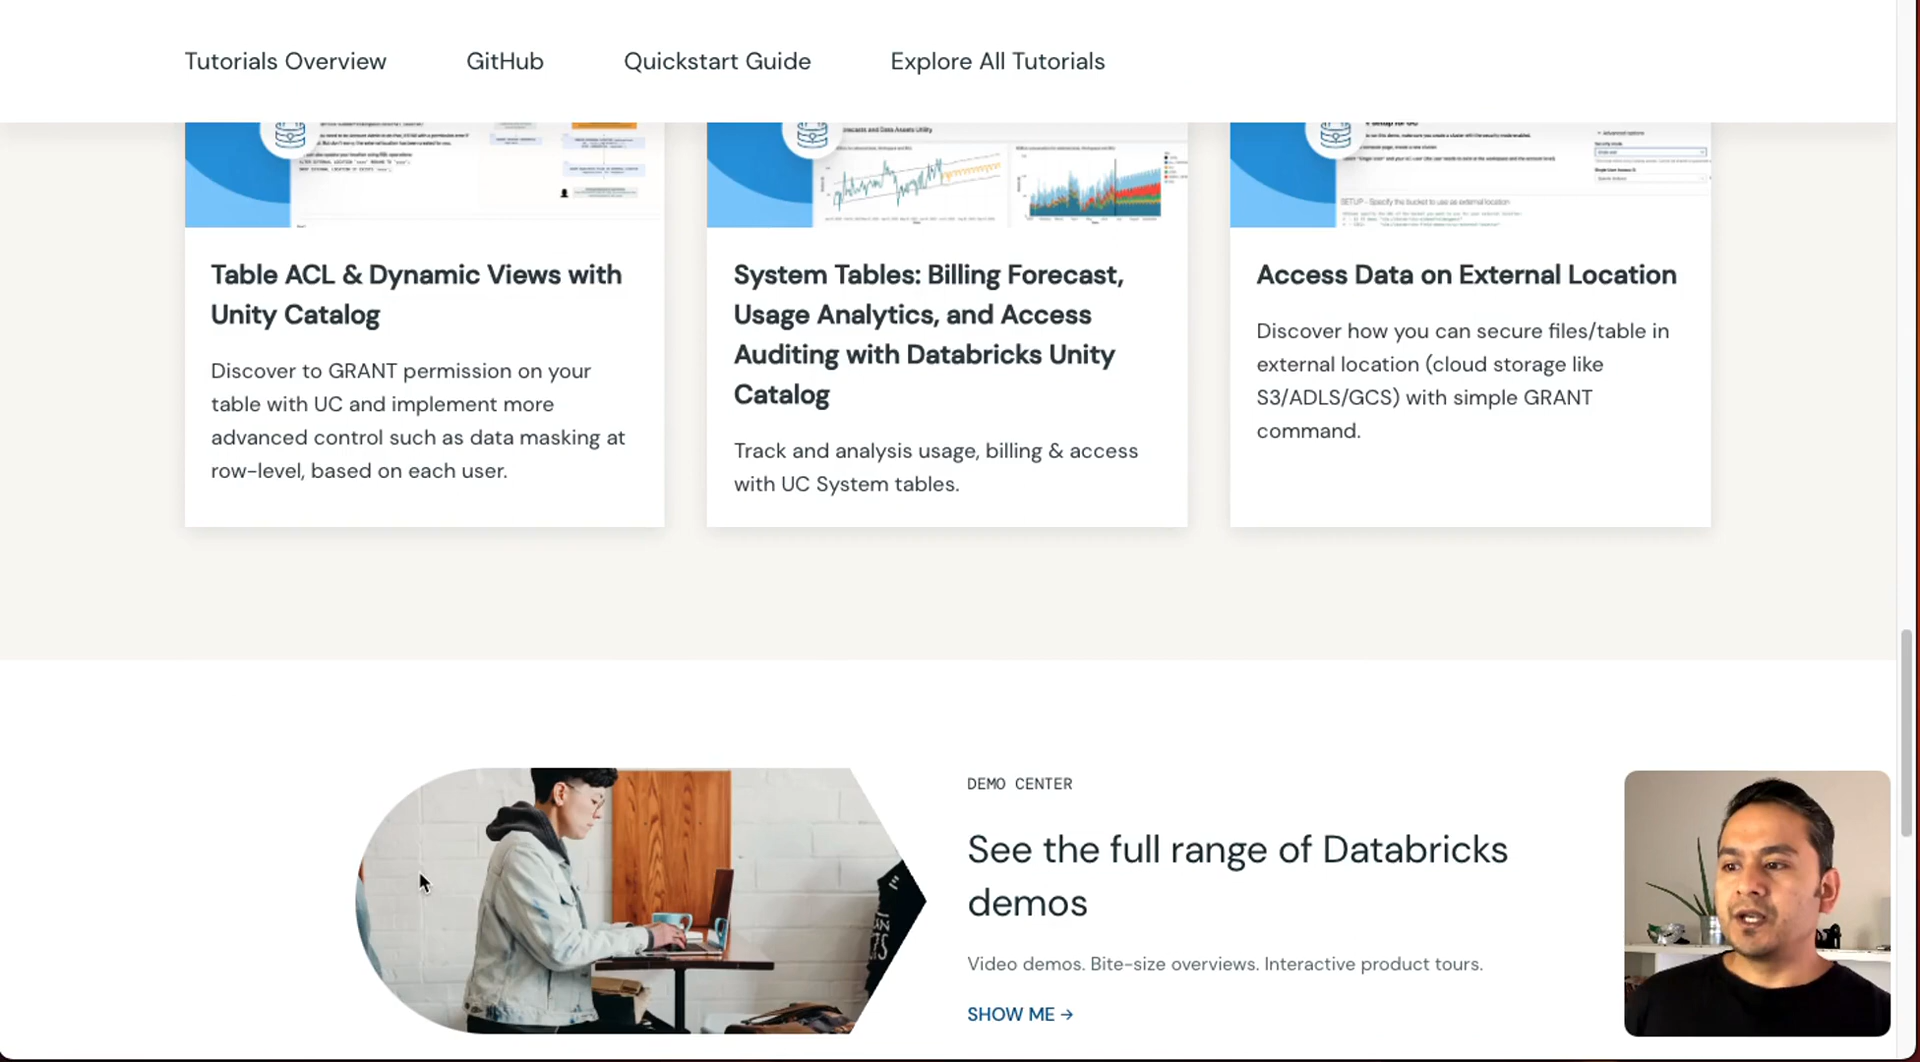 Tutorials Overview
GitHub
Quickstart Guide
Explore All Tutorials
Table ACL & Dynamic Views with
Unity Catalog
Discover to GRANT permission on your
table with UC and implement more
advanced control such as data masking at
row-level, based on each user.
System Tables: Billing Forecast,
Usage Analytics, and Access
Auditing with Databricks Unity
Catalog
Track and analysis usage, billing & access
with UC System tables.
Access Data on External Location
Discover how you can secure files/table in
external location (cloud storage like
S3/ADLS/GCS) with simple GRANT
command.
DEMO CENTER
See the full range of Databricks
demos
Video demos. Bite-size overviews. Interactive product tours.
SHOW ME →